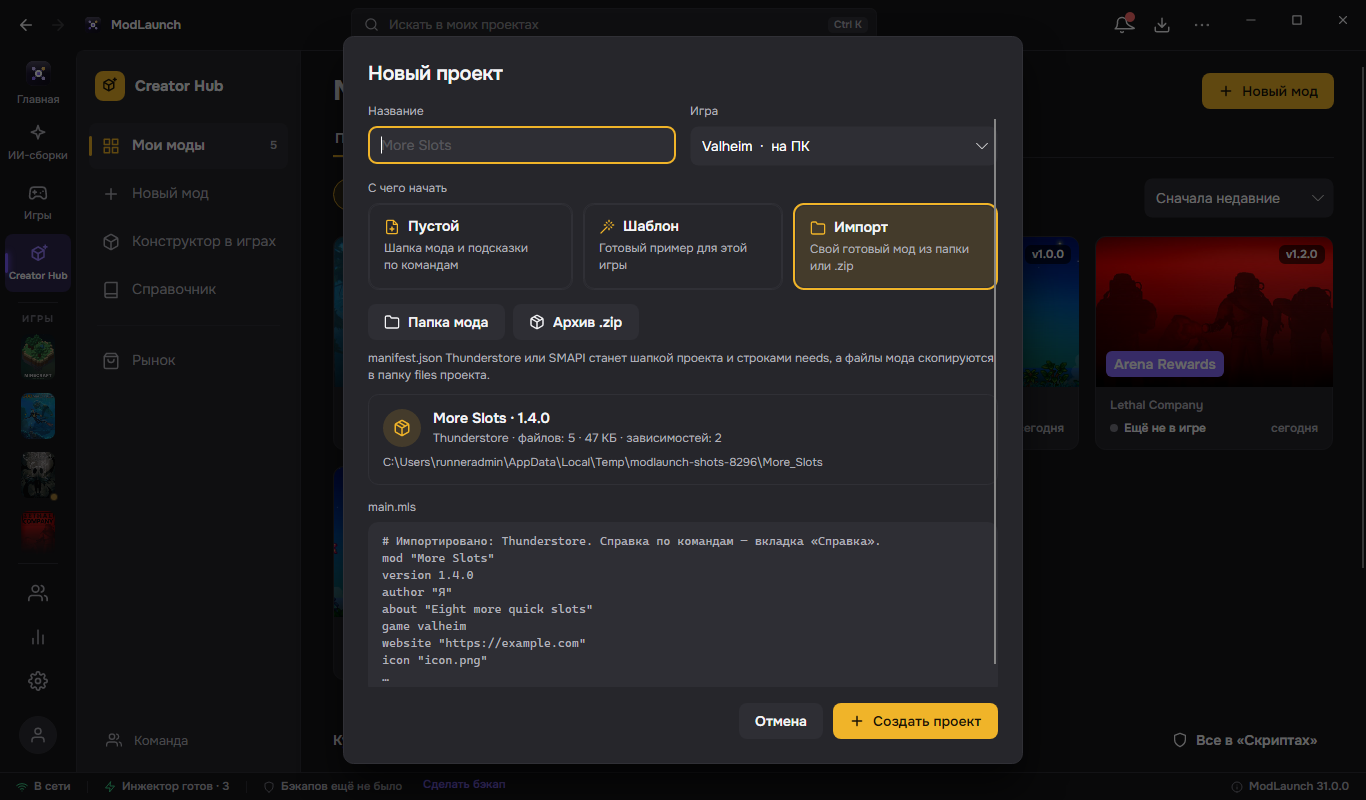 ModLaunch
Искать в моих проектах
Ctrl K
Главная
ИИ-сборки
Игры
Creator Hub
ИГРЫ
MINECRAFT
Creator Hub
Мои моды
5
Новый мод
Конструктор в играх
Справочник
Рынок
Команда
Новый мод
Сначала недавние
v1.0.0
v1.2.0
Arena Rewards
Lethal Company
Ещё не в игре
сегодня
Все в «Скриптах»
Новый проект
Название
Игра
More Slots
Valheim · на ПК
С чего начать
Пустой
Шапка мода и подсказки
по командам
Шаблон
Готовый пример для этой
игры
Импорт
Свой готовый мод из папки
или .zip
Папка мода
Архив .zip
manifest.json Thunderstore или SMAPI станет шапкой проекта и строками needs, а файлы мода скопируются
в папку files проекта.
More Slots · 1.4.0
Thunderstore · файлов: 5 · 47 КБ · зависимостей: 2
C:\Users\runneradmin\AppData\Local\Temp\modlaunch-shots-8296\More_Slots
main.mls
# Импортировано: Thunderstore. Справка по командам — вкладка «Справка».
mod "More Slots"
version 1.4.0
author "Я"
about "Eight more quick slots"
game valheim
website "https://example.com"
icon "icon.png"
…
Отмена
Создать проект
В сети
Инжектор готов · 3
Бэкапов ещё не было
Сделать бэкап
ModLaunch 31.0.0